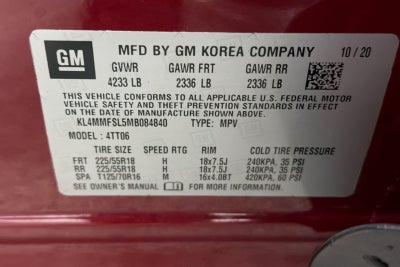 GM MFD BY GM KOREA COMPANY 10/20
GVWR GAWR FRT GAWR RR
4233 LB 2336 LB 2336 LB
THIS VEHICLE CONFORMS TO ALL APPLICABLE U.S. FEDERAL MOTOR
VEHICLE SAFETY AND THEFT PREVENTION STANDARDS IN EFFECT
ON THE DATE OF MANUFACTURE SHOWN ABOVE.
KL4MMFSL5MB084840 TYPE: MPV
MODEL: 4TT06
TIRE SIZE SPEED RTG RIM COLD TIRE PRESSURE
FRT 225/55R18 H 18x7.5J 240KPA, 35 PSI
RR 225/55R18 H 18x7.5J 240KPA, 35 PSI
SPA T125/70R16 M 16x4.0BT 420KPA, 60 PSI
SEE OWNER'S MANUAL FOR ADDITIONAL INFORMATION.